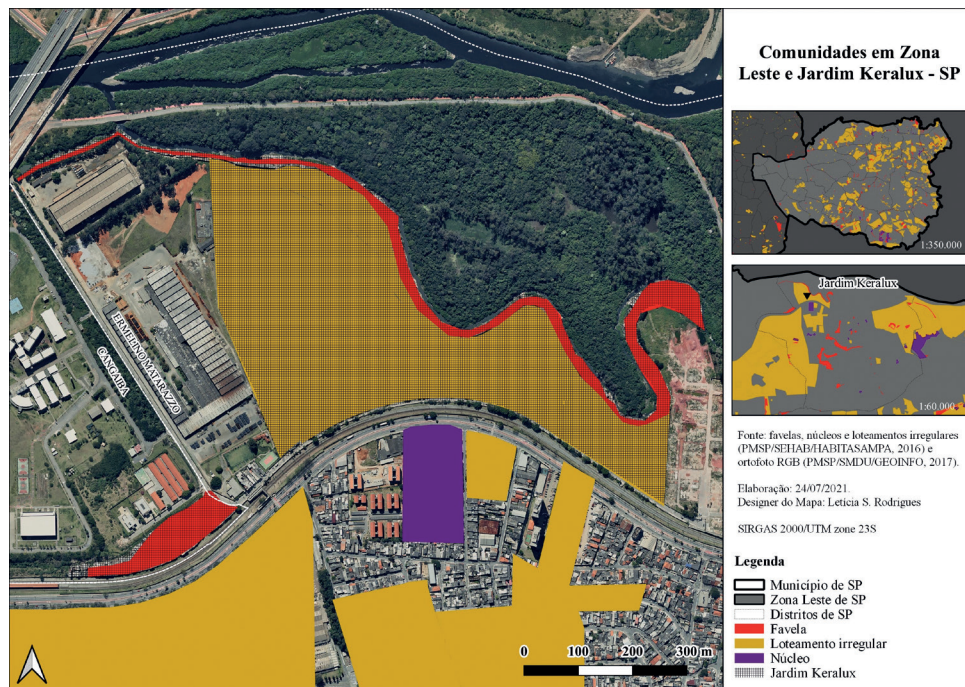 Comunidades em Zona
Leste e Jardim Keralux - SP
1:350.000
Jardim Keralux
1:60.000
ERMELINO MATARAZZO
CANGAÍBA
Fonte: favelas, núcleos e loteamentos irregulares
(PMSP/SEHAB/HABITASAMPA, 2016) e
ortofoto RGB (PMSP/SMDU/GEOINFO, 2017).
Elaboração: 24/07/2021.
Designer do Mapa: Leticia S. Rodrigues
SIRGAS 2000/UTM zone 23S
Legenda
Município de SP
Zona Leste de SP
Distritos de SP
Favela
Loteamento irregular
Núcleo
Jardim Keralux
0 100 200 300 m